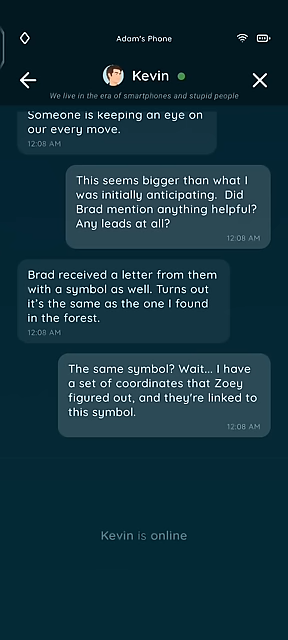 Adam's Phone
Kevin
We live in the era of smartphones and stupid people
Someone is keeping an eye on
our every move.
12:08 AM
This seems bigger than what I
was initially anticipating. Did
Brad mention anything helpful?
Any leads at all?
12:08 AM
Brad received a letter from them
with a symbol as well. Turns out
it's the same as the one I found
in the forest.
12:08 AM
The same symbol? Wait... I have
a set of coordinates that Zoey
figured out, and they're linked to
this symbol.
12:08 AM
Kevin is online